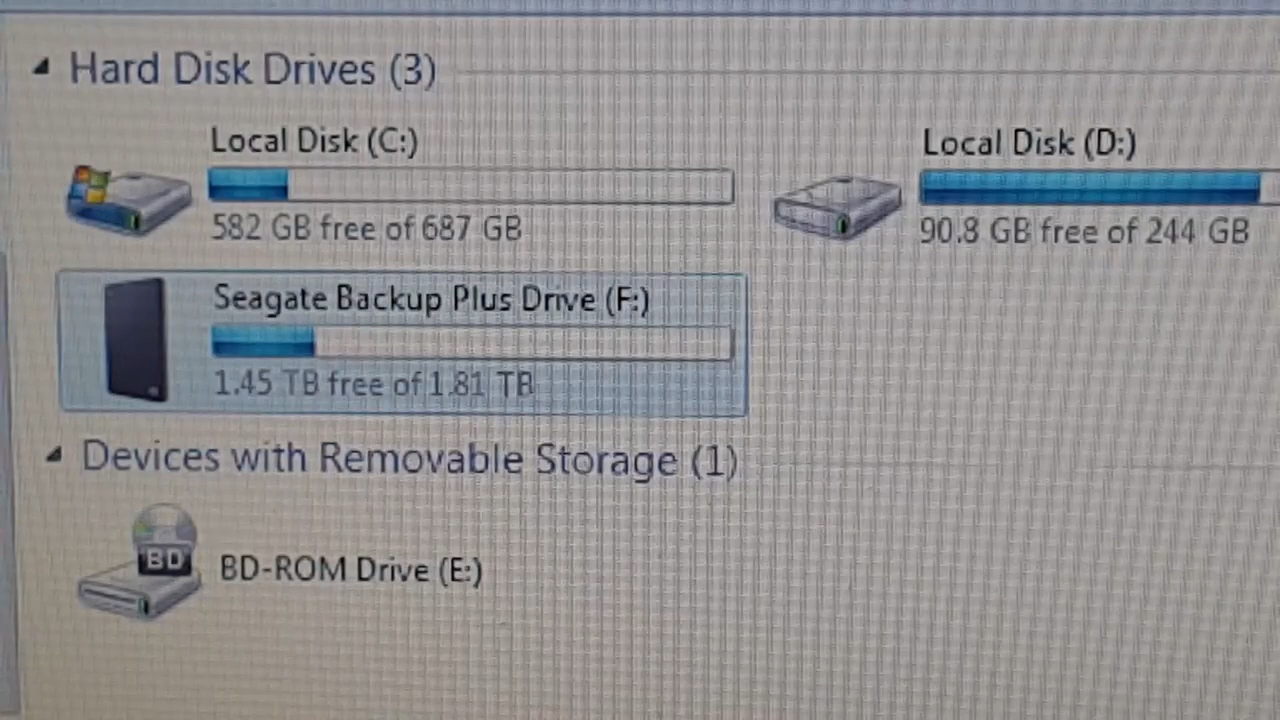 Hard Disk Drives (3)
Local Disk (C:)
582 GB free of 687 GB
Local Disk (D:)
90.8 GB free of 244 GB
Seagate Backup Plus Drive (F:)
1.45 TB free of 1.81 TB
Devices with Removable Storage (1)
BD
BD-ROM Drive (E:)